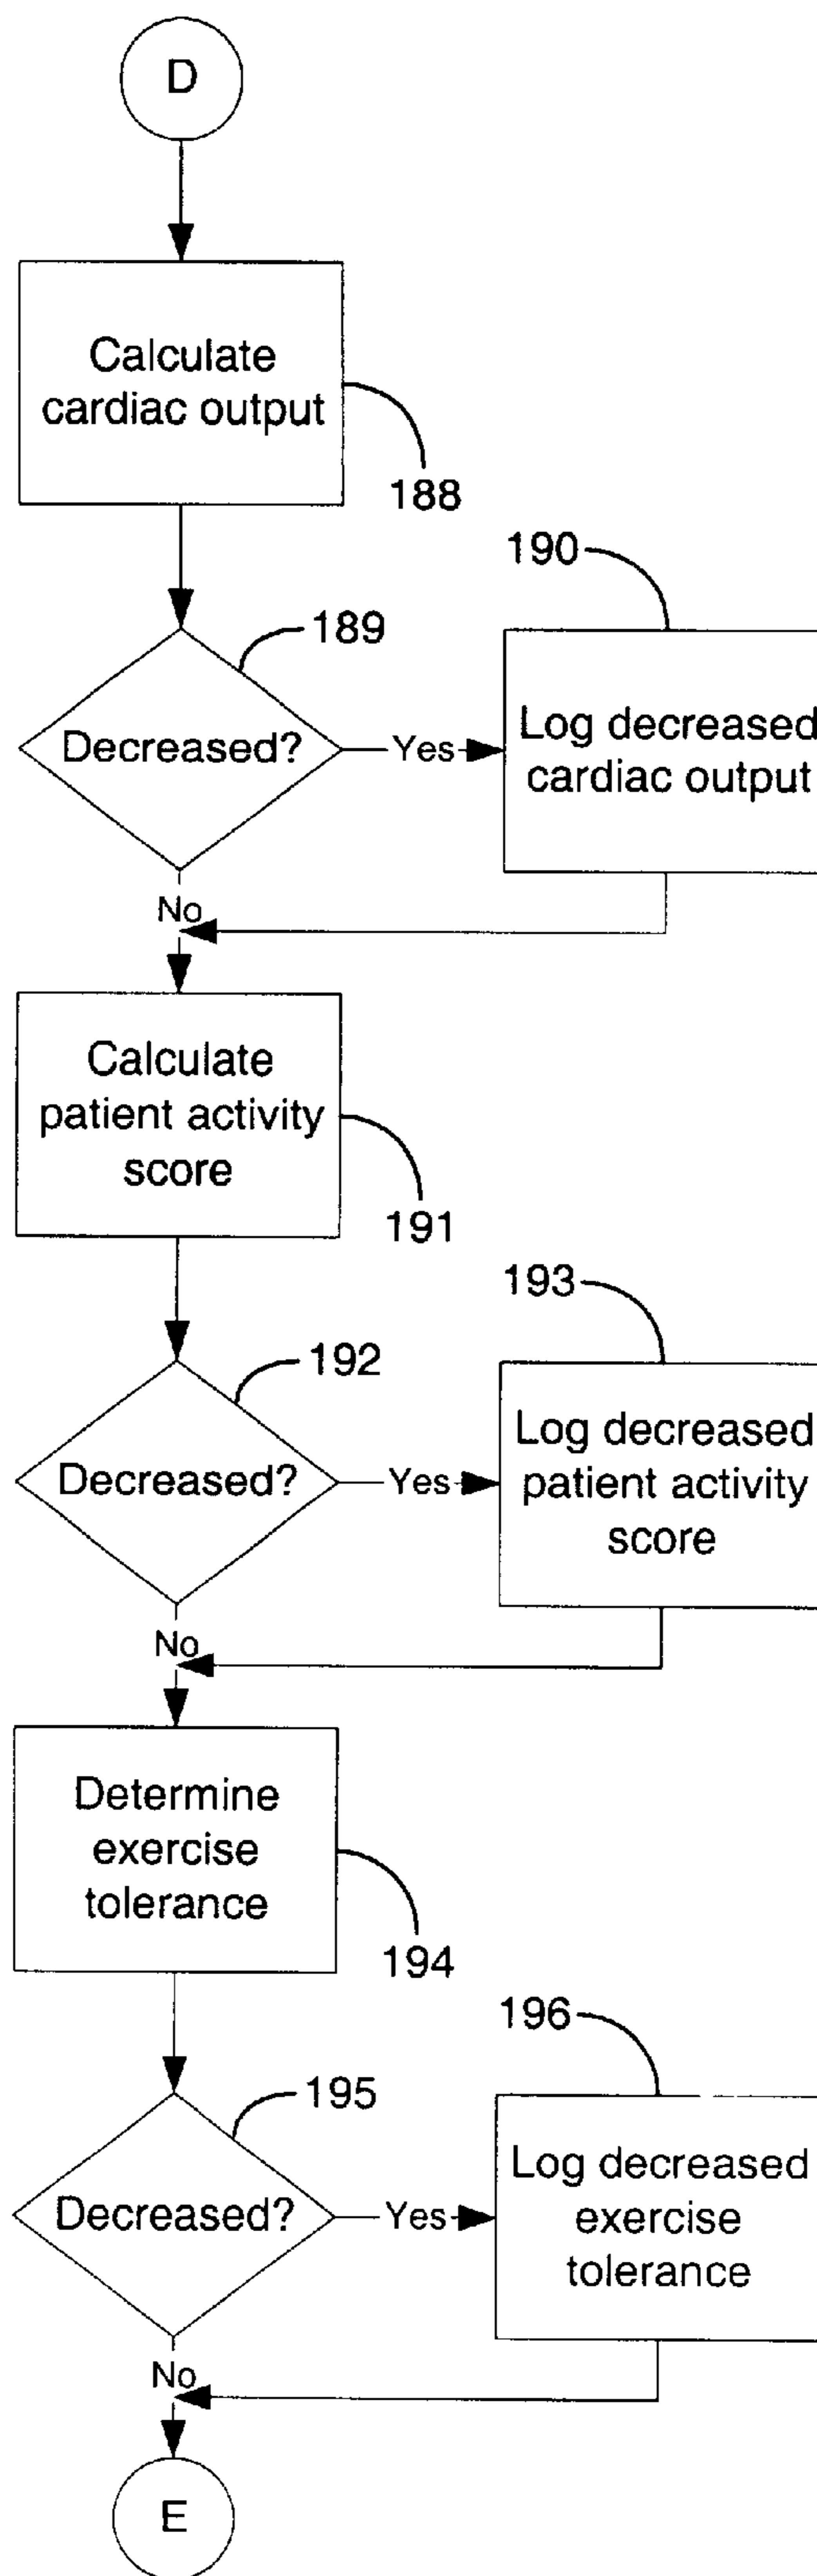 D
Calculate
cardiac output
188
190
189
Decreased?
Yes
Log decreased
cardiac output
No
Calculate
patient activity
score
191
193
192
Decreased?
Yes
Log decreased
patient activity
score
No
Determine
exercise
tolerance
194
196
195
Decreased?
Yes
Log decreased
exercise
tolerance
No
E